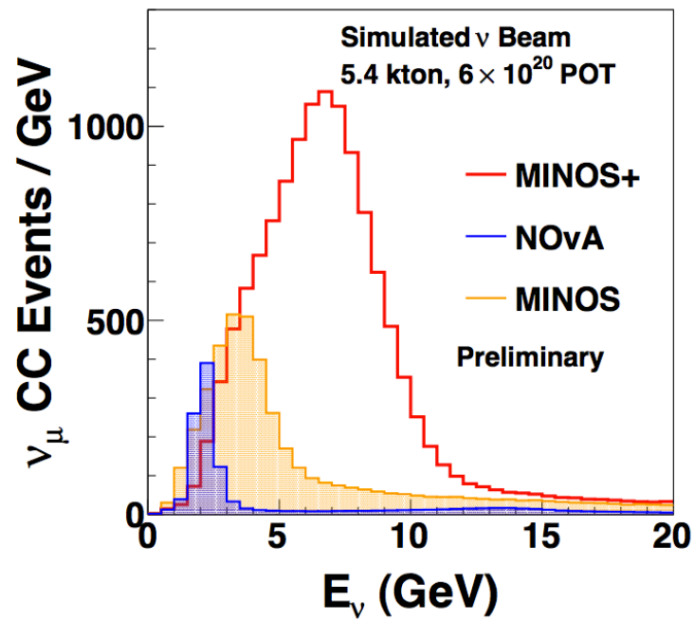 Simulated ν Beam
5.4 kton, 6 × 10²⁰ POT
1000
500
0
MINOS+
NOvA
MINOS
Preliminary
ν_μ CC Events / GeV
0 5 10 15 20
E_ν (GeV)